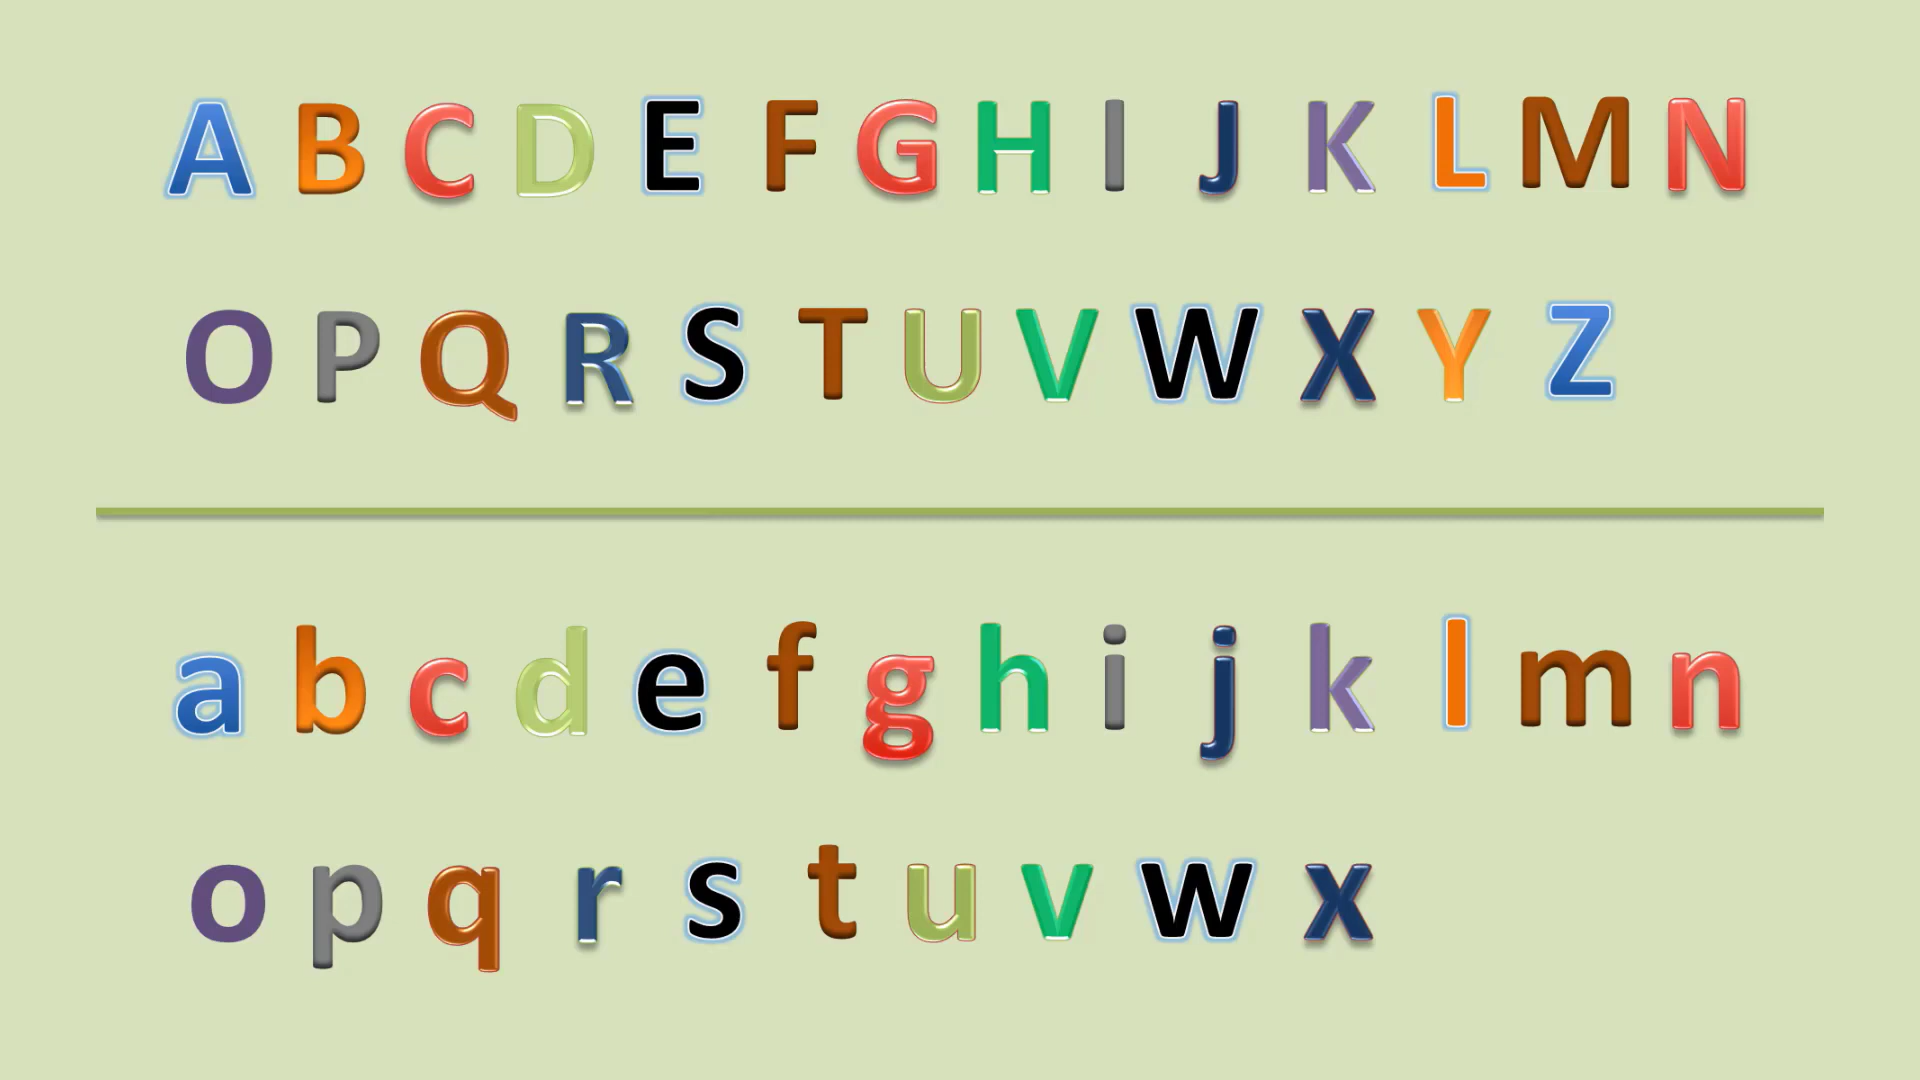 A B C D E F G H I J K L M N
O P Q R S T U V W X Y Z
a b c d e f g h i j k l m n
o p q r s t u v w x